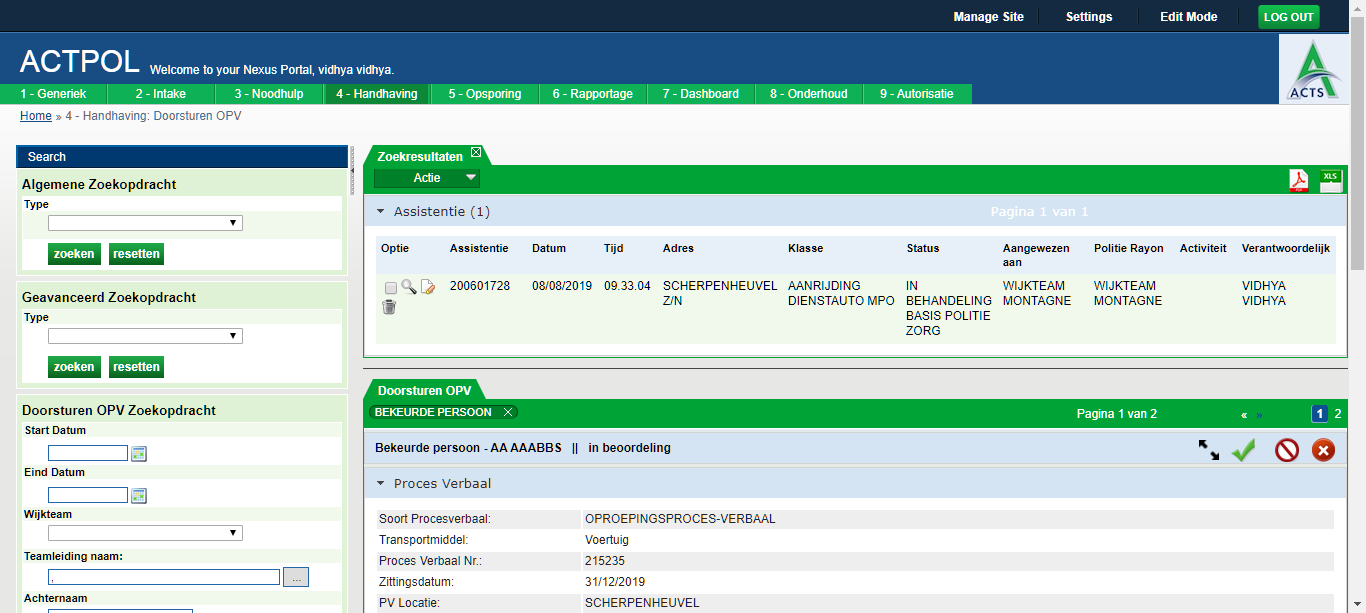 Manage Site Settings Edit Mode LOG OUT
ACTPOL Welcome to your Nexus Portal, vidhya vidhya.
ACTS
1 - Generiek 2 - Intake 3 - Noodhulp 4 - Handhaving 5 - Opsporing 6 - Rapportage 7 - Dashboard 8 - Onderhoud 9 - Autorisatie
Home » 4 - Handhaving: Doorsturen OPV
Search
Algemene Zoekopdracht
Type
zoeken resetten
Geavanceerd Zoekopdracht
Type
zoeken resetten
Doorsturen OPV Zoekopdracht
Start Datum
Eind Datum
Wijkteam
Teamleiding naam:
, ...
Achternaam
Zoekresultaten
Actie
XLS
Assistentie (1) Pagina 1 van 1
Optie Assistentie Datum Tijd Adres Klasse Status Aangewezen Politie Rayon Activiteit Verantwoordelijk
aan
200601728 08/08/2019 09.33.04 SCHERPENHEUVEL AANRIJDING IN WIJKTEAM WIJKTEAM VIDHYA
Z/N DIENSTAUTO MPO BEHANDELING MONTAGNE MONTAGNE VIDHYA
BASIS POLITIE
ZORG
Doorsturen OPV
BEKEURDE PERSOON
Pagina 1 van 2 « » 1 2
Bekeurde persoon - AA AAABBS || in beoordeling
Proces Verbaal
Soort Procesverbaal: OPROEPINGSPROCES-VERBAAL
Transportmiddel: Voertuig
Proces Verbaal Nr.: 215235
Zittingsdatum: 31/12/2019
PV Locatie: SCHERPENHEUVEL